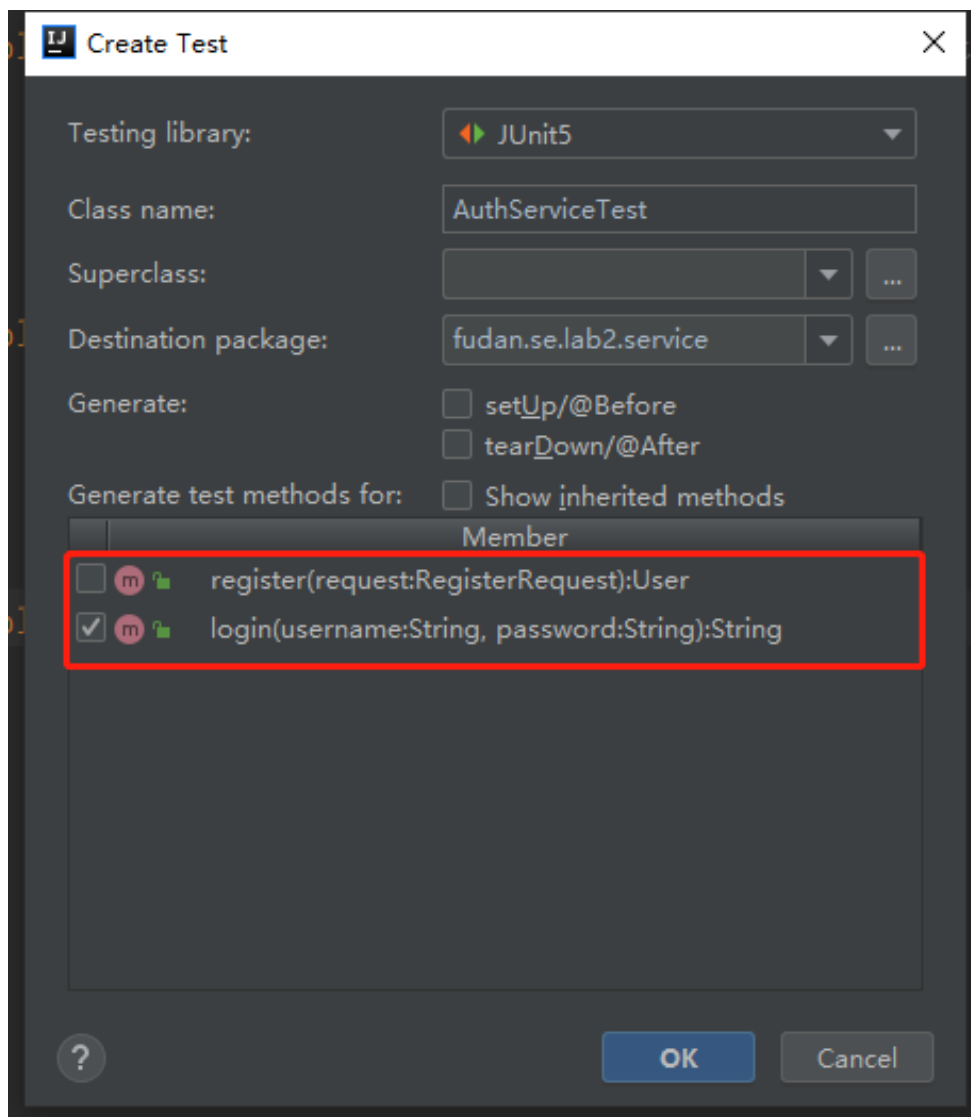 IJ Create Test
Testing library: JUnit5
Class name: AuthServiceTest
Superclass: ...
Destination package: fudan.se.lab2.service ...
Generate: setUp/@Before
tearDown/@After
Generate test methods for: Show inherited methods
Member
m register(request:RegisterRequest):User
m login(username:String, password:String):String
? OK Cancel